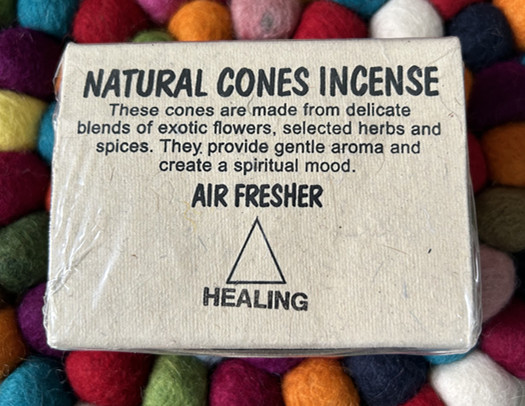 NATURAL CONES INCENSE
These cones are made from delicate
blends of exotic flowers, selected herbs and
spices. They provide gentle aroma and
create a spiritual mood.
AIR FRESHER
HEALING